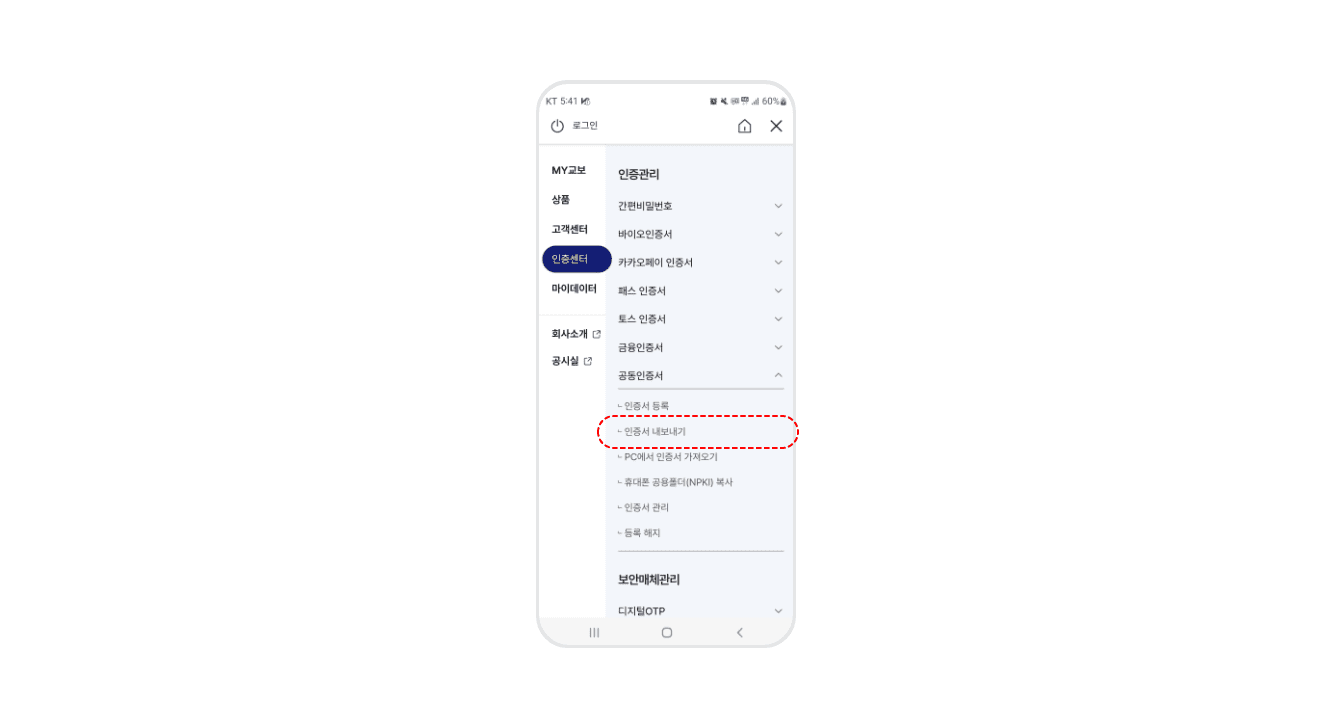 KT 5:41
60%
로그인
MY교보
상품
고객센터
인증센터
마이데이터
회사소개
공시실
인증관리
간편비밀번호
바이오인증서
카카오페이 인증서
패스 인증서
토스 인증서
금융인증서
공동인증서
인증서 등록
인증서 내보내기
PC에서 인증서 가져오기
휴대폰 공용폴더(NPKI) 복사
인증서 관리
등록 해지
보안매체관리
디지털OTP